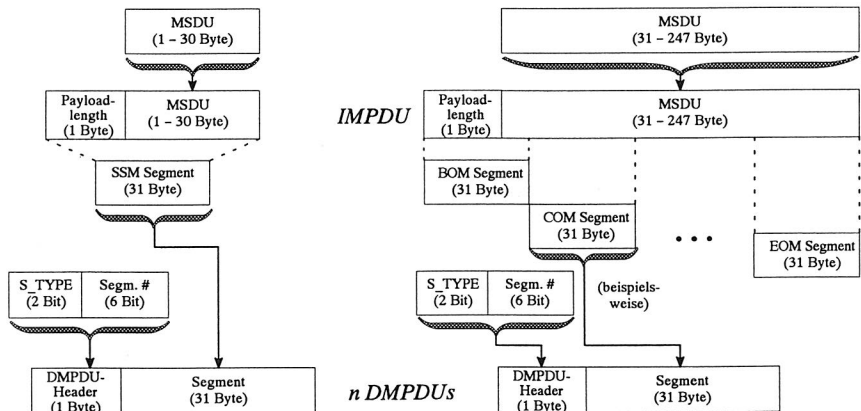 MSDU
(1 – 30 Byte)
MSDU
(31 – 247 Byte)
Payload-
length
(1 Byte)
MSDU
(1 – 30 Byte)
IMPDU
Payload-
length
(1 Byte)
MSDU
(31 – 247 Byte)
SSM Segment
(31 Byte)
BOM Segment
(31 Byte)
COM Segment
(31 Byte)
• • •
EOM Segment
(31 Byte)
S_TYPE
(2 Bit)
Segm. #
(6 Bit)
S_TYPE
(2 Bit)
Segm. #
(6 Bit)
(beispiels-
weise)
DMPDU-
Header
(1 Byte)
Segment
(31 Byte)
n DMPDUs
DMPDU-
Header
(1 Byte)
Segment
(31 Byte)